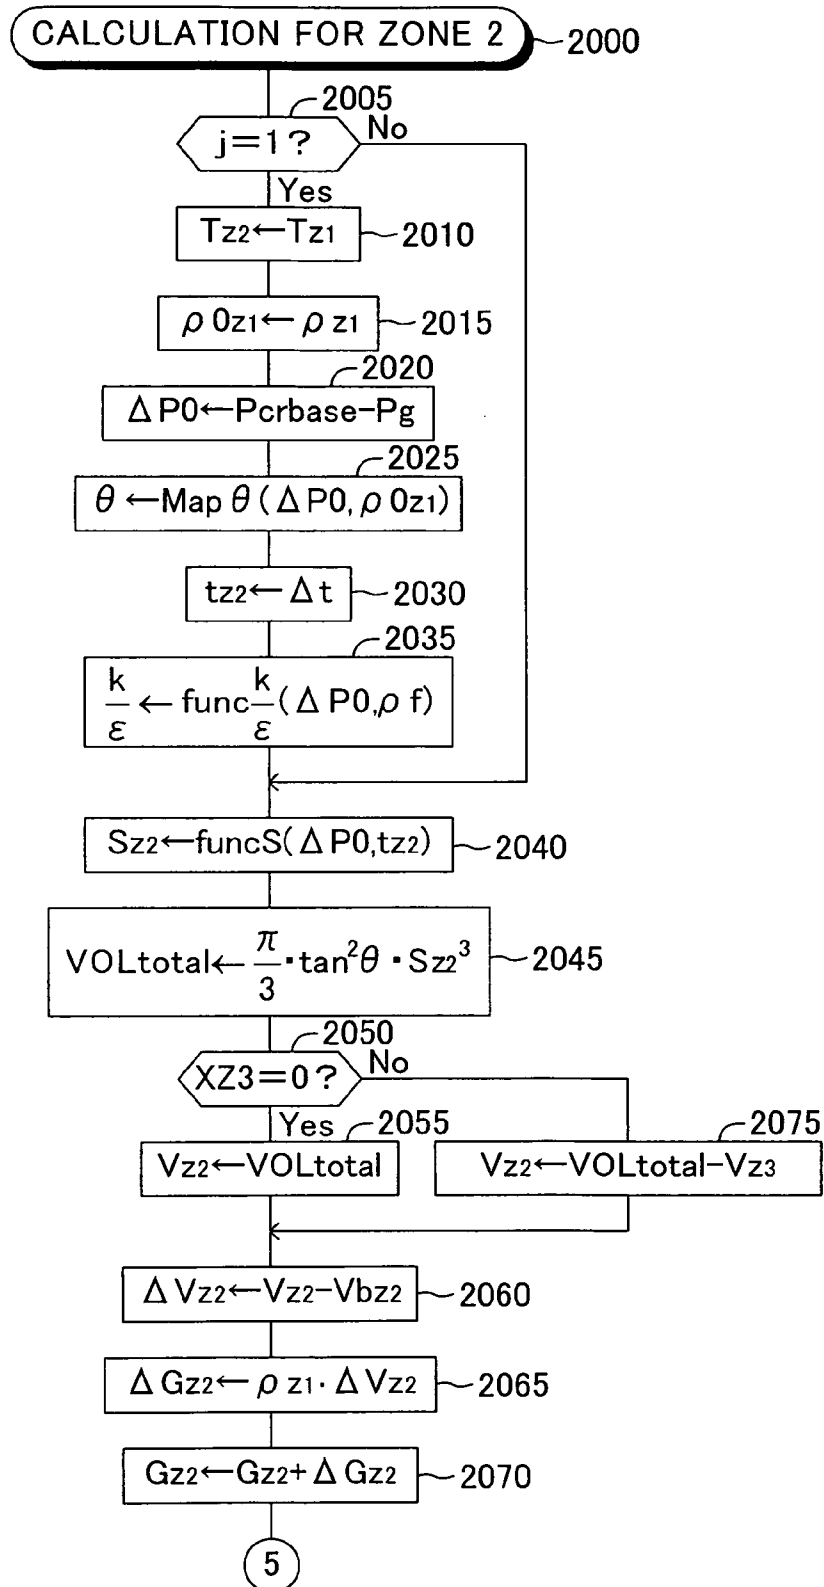 CALCULATION FOR ZONE 2
2000
2005
j=1?
No
Yes
Tz2←Tz1
2010
ρ0z1←ρz1
2015
2020
ΔP0←Pcrbase-Pg
2025
θ←Mapθ(ΔP0,ρ0z1)
tz2←Δt
2030
2035
k/ε←func k/ε(ΔP0,ρf)
Sz2←funcS(ΔP0,tz2)
2040
VOLtotal←π/3・tan²θ・Sz2³
2045
2050
XZ3=0?
No
Yes
2055
2075
Vz2←VOLtotal
Vz2←VOLtotal-Vz3
ΔVz2←Vz2-Vbz2
2060
ΔGz2←ρz1・ΔVz2
2065
Gz2←Gz2+ΔGz2
2070
5